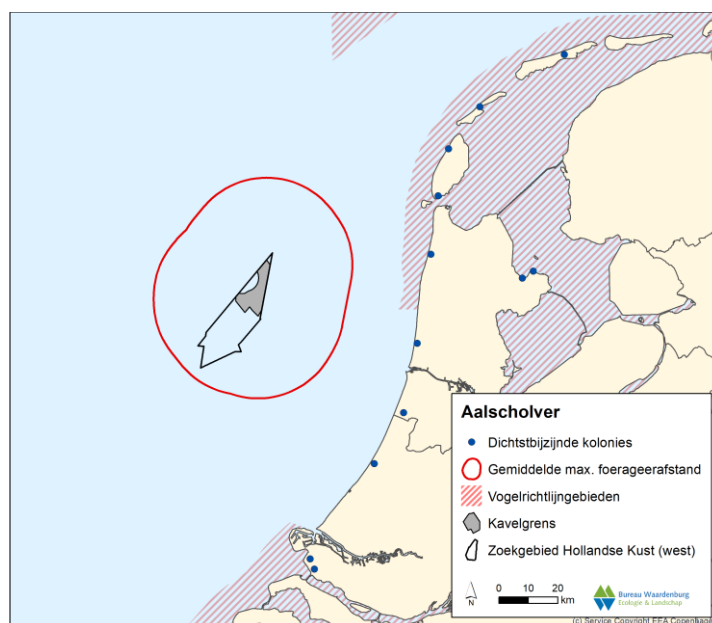 Aalscholver
Dichtstbijzijnde kolonies
Gemiddelde max. foerageerafstand
Vogelrichtlijngebieden
Kavelgrens
Zoekgebied Hollandse Kust (west)
N
0 10 20
km
Bureau Waardenburg
Ecologie & Landschap
(c) Service Copyright EEA Copenhagen